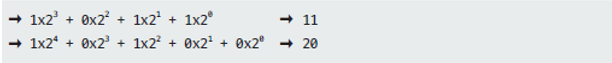 → 1x2³ + 0x2² + 1x2¹ + 1x2⁰ → 11
→ 1x2⁴ + 0x2³ + 1x2² + 0x2¹ + 0x2⁰ → 20